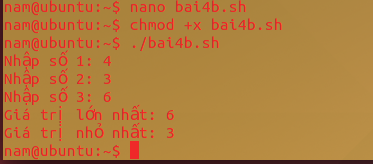 nam@ubuntu:~$ nano bai4b.sh
nam@ubuntu:~$ chmod +x bai4b.sh
nam@ubuntu:~$ ./bai4b.sh
Nhập số 1: 4
Nhập số 2: 3
Nhập số 3: 6
Giá trị lớn nhất: 6
Giá trị nhỏ nhất: 3
nam@ubuntu:~$